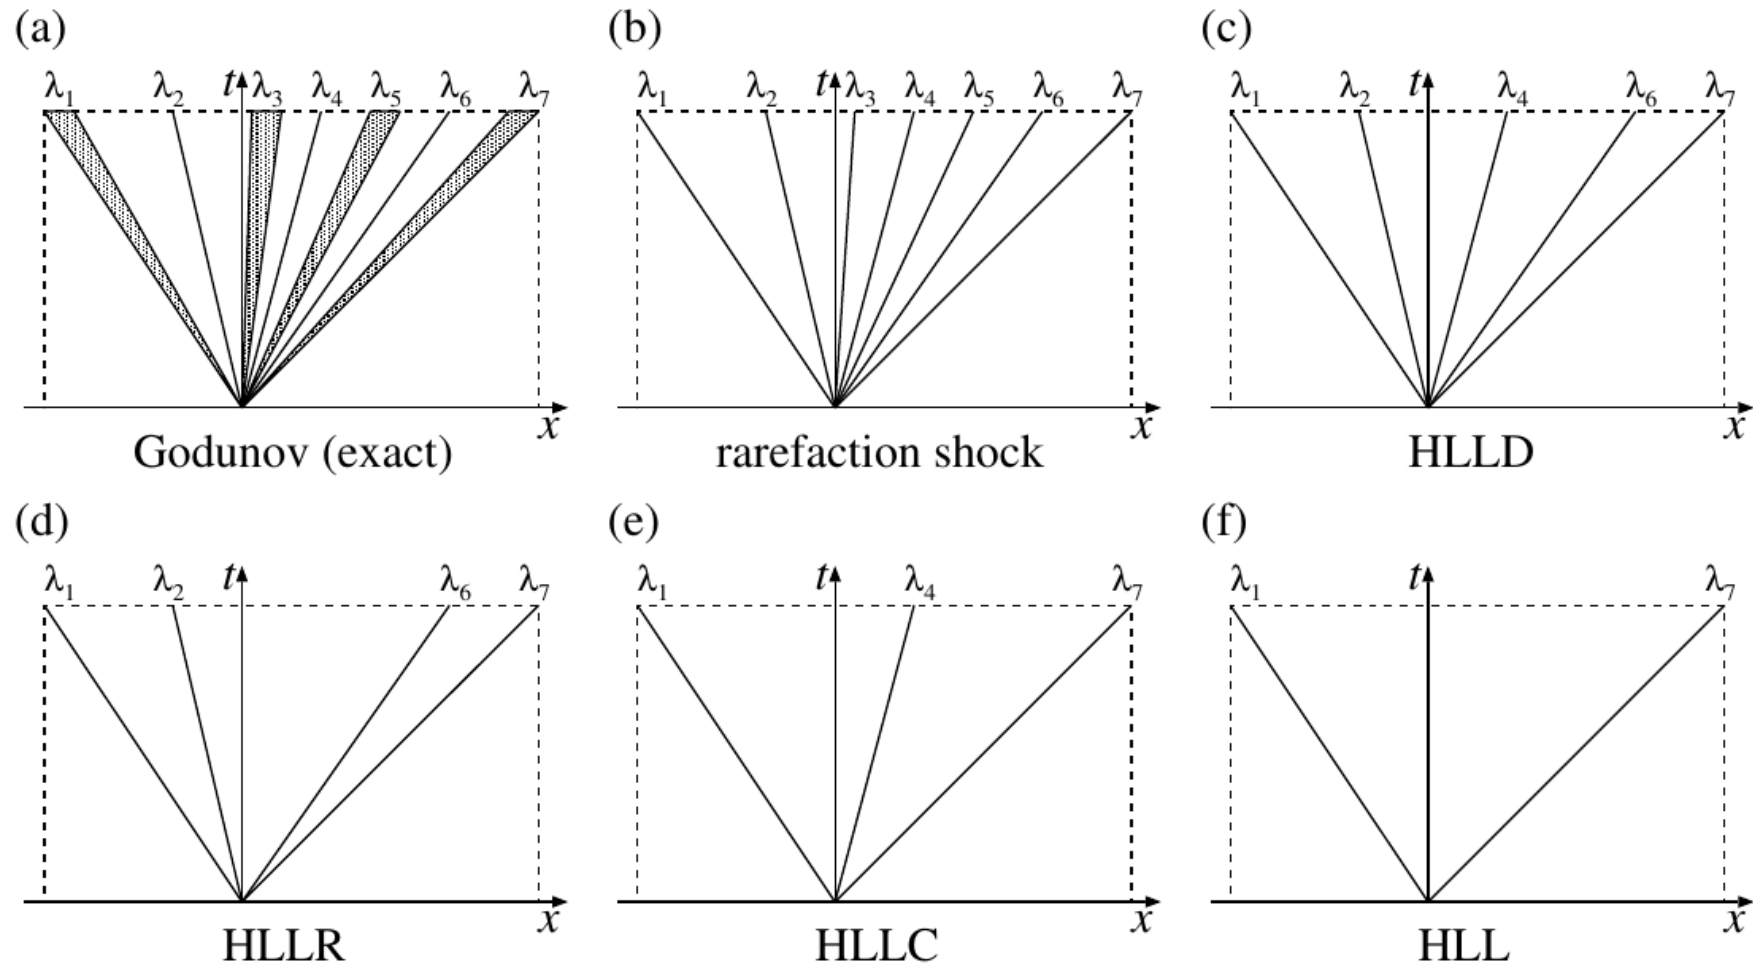 (a)
λ₁ λ₂ t λ₃ λ₄ λ₅ λ₆ λ₇
x
Godunov (exact)
(b)
λ₁ λ₂ t λ₃ λ₄ λ₅ λ₆ λ₇
x
rarefaction shock
(c)
λ₁ λ₂ t λ₄ λ₆ λ₇
x
HLLD
(d)
λ₁ λ₂ t λ₆ λ₇
x
HLLR
(e)
λ₁ t λ₄ λ₇
x
HLLC
(f)
λ₁ t λ₇
x
HLL